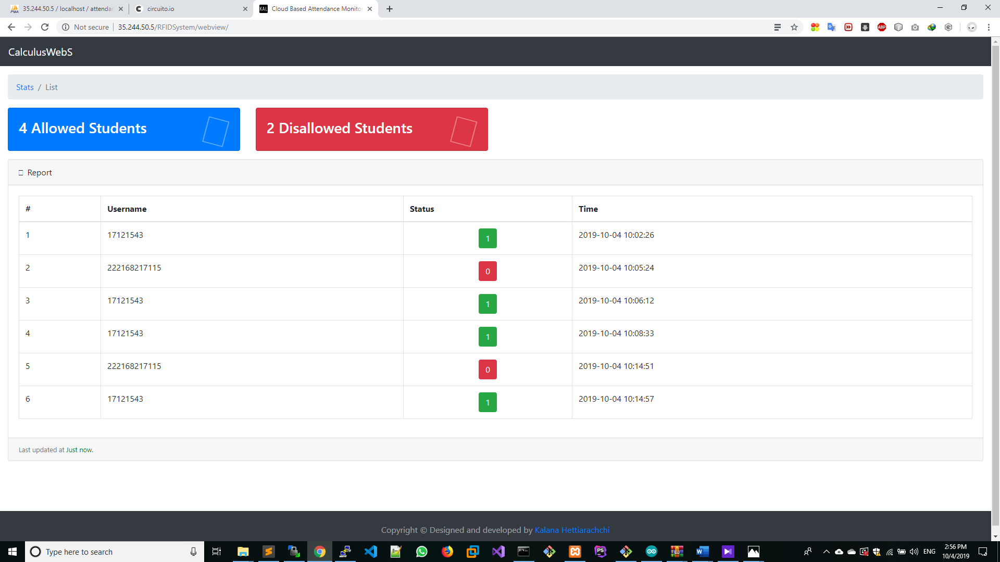 35.244.50.5 / localhost / attendan
circuito.io
KAL Cloud Based Attendance Monito
Not secure 35.244.50.5/RFIDSystem/webview/
CalculusWebS
Stats / List
4 Allowed Students
2 Disallowed Students
Report
# Username Status Time
1 17121543 1 2019-10-04 10:02:26
2 222168217115 0 2019-10-04 10:05:24
3 17121543 1 2019-10-04 10:06:12
4 17121543 1 2019-10-04 10:08:33
5 222168217115 0 2019-10-04 10:14:51
6 17121543 1 2019-10-04 10:14:57
Last updated at Just now.
Copyright © Designed and developed by Kalana Hettiarachchi
Type here to search
ENG
2:56 PM
10/4/2019